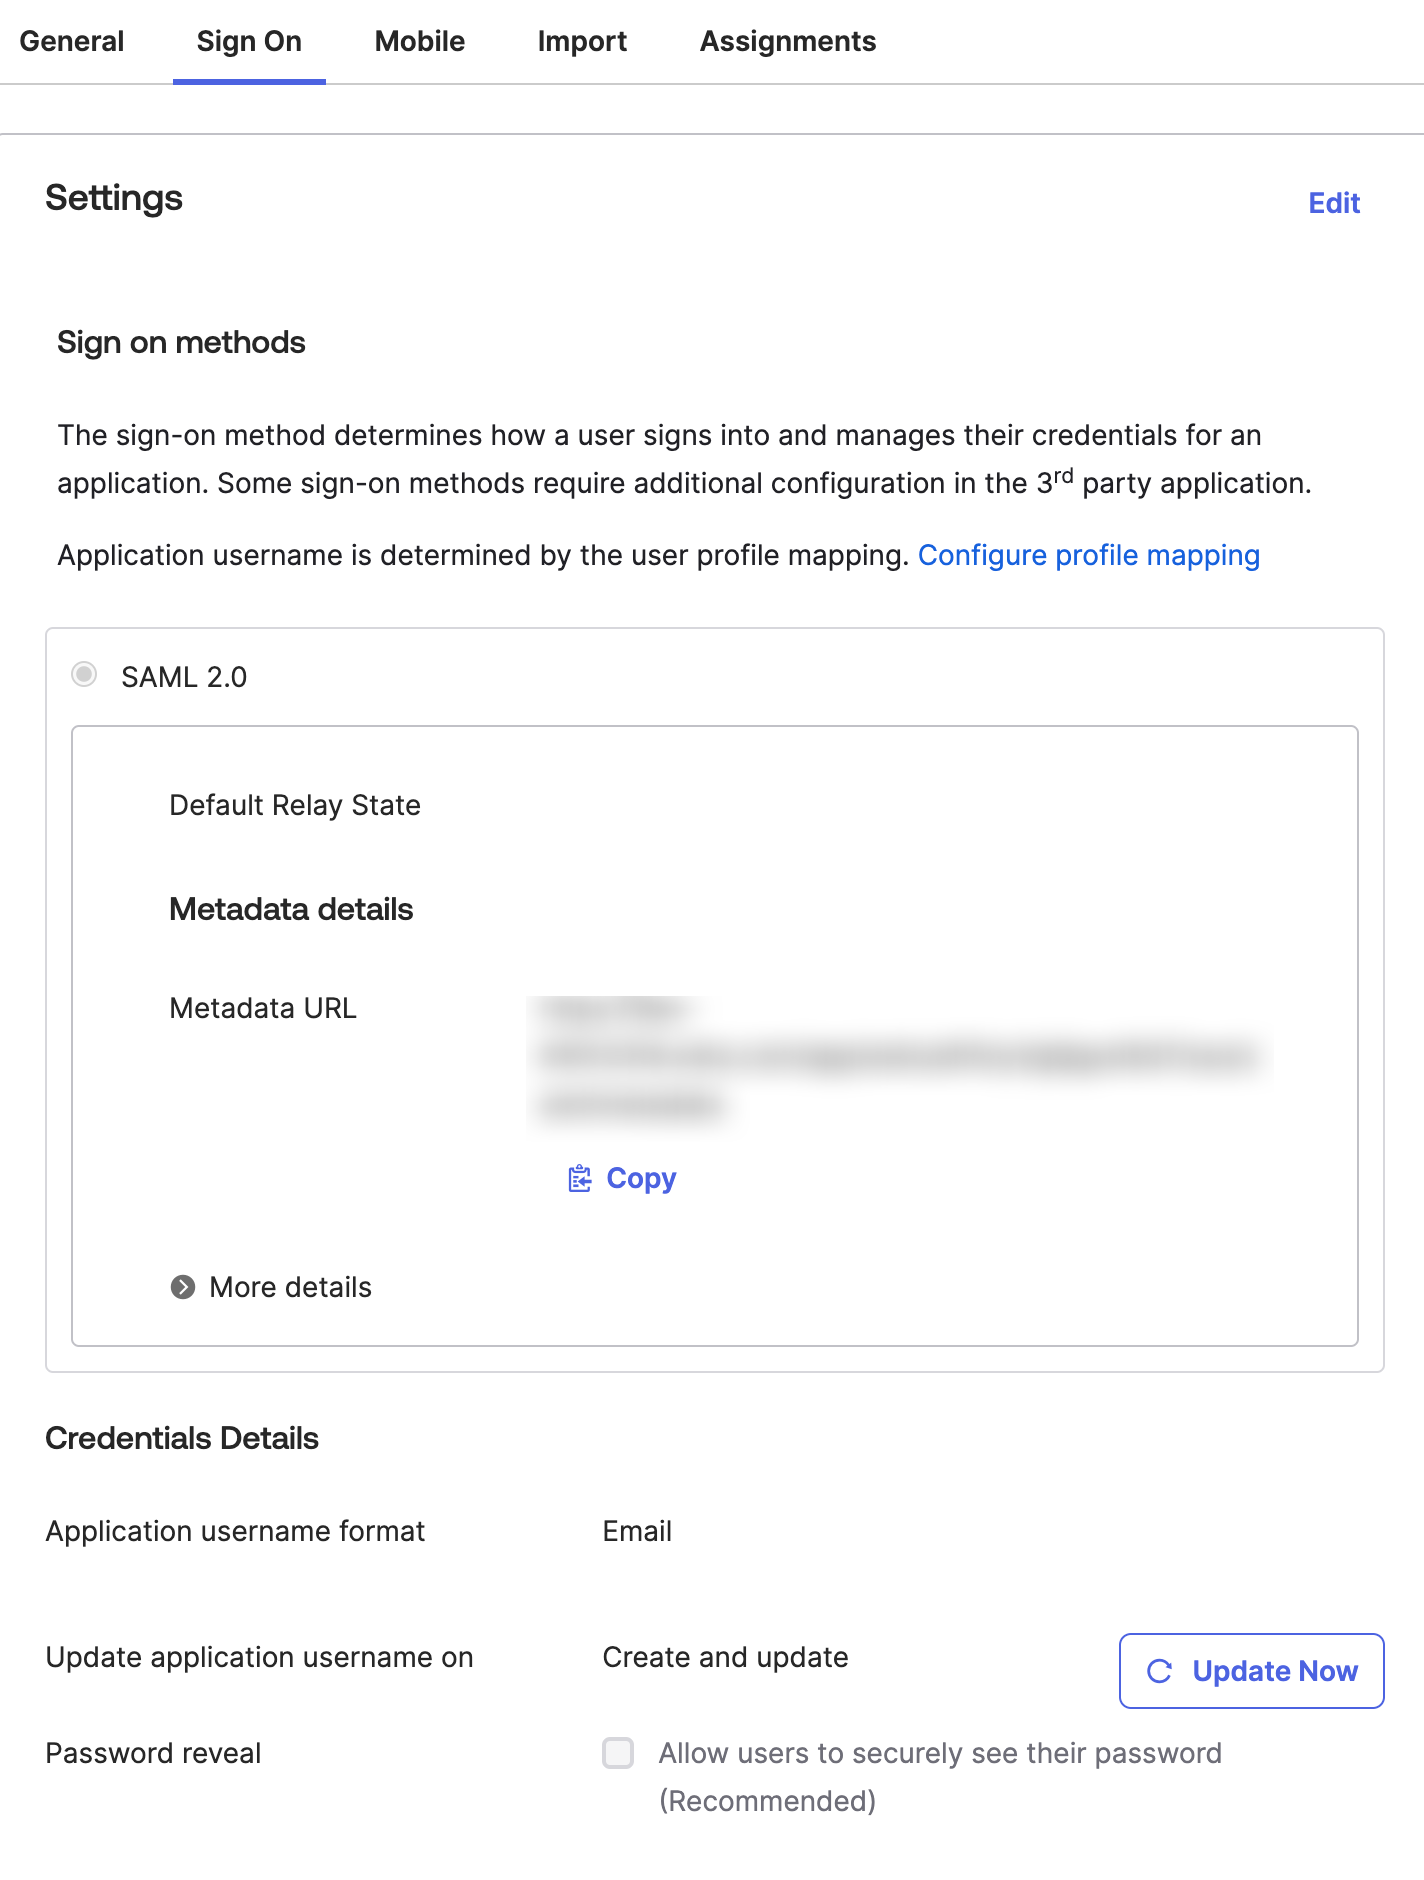 General Sign On Mobile Import Assignments
Settings
Edit
Sign on methods
The sign-on method determines how a user signs into and manages their credentials for an
application. Some sign-on methods require additional configuration in the 3rd party application.
Application username is determined by the user profile mapping. Configure profile mapping
SAML 2.0
Default Relay State
Metadata details
Metadata URL
Copy
More details
Credentials Details
Application username format Email
Update application username on Create and update Update Now
Password reveal Allow users to securely see their password
(Recommended)